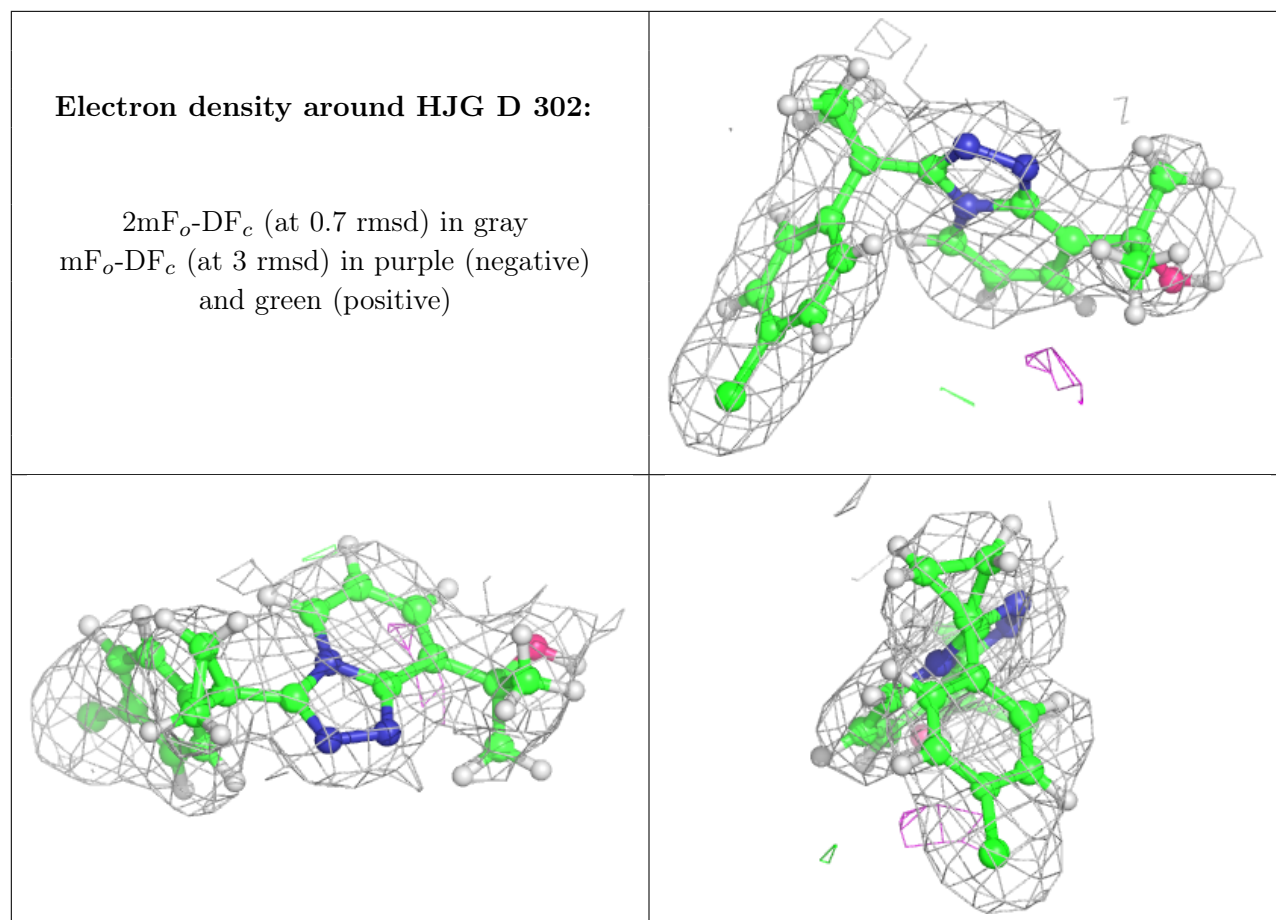 Electron density around HJG D 302:
2mFₒ-DF𝒸 (at 0.7 rmsd) in gray
mFₒ-DF𝒸 (at 3 rmsd) in purple (negative)
and green (positive)